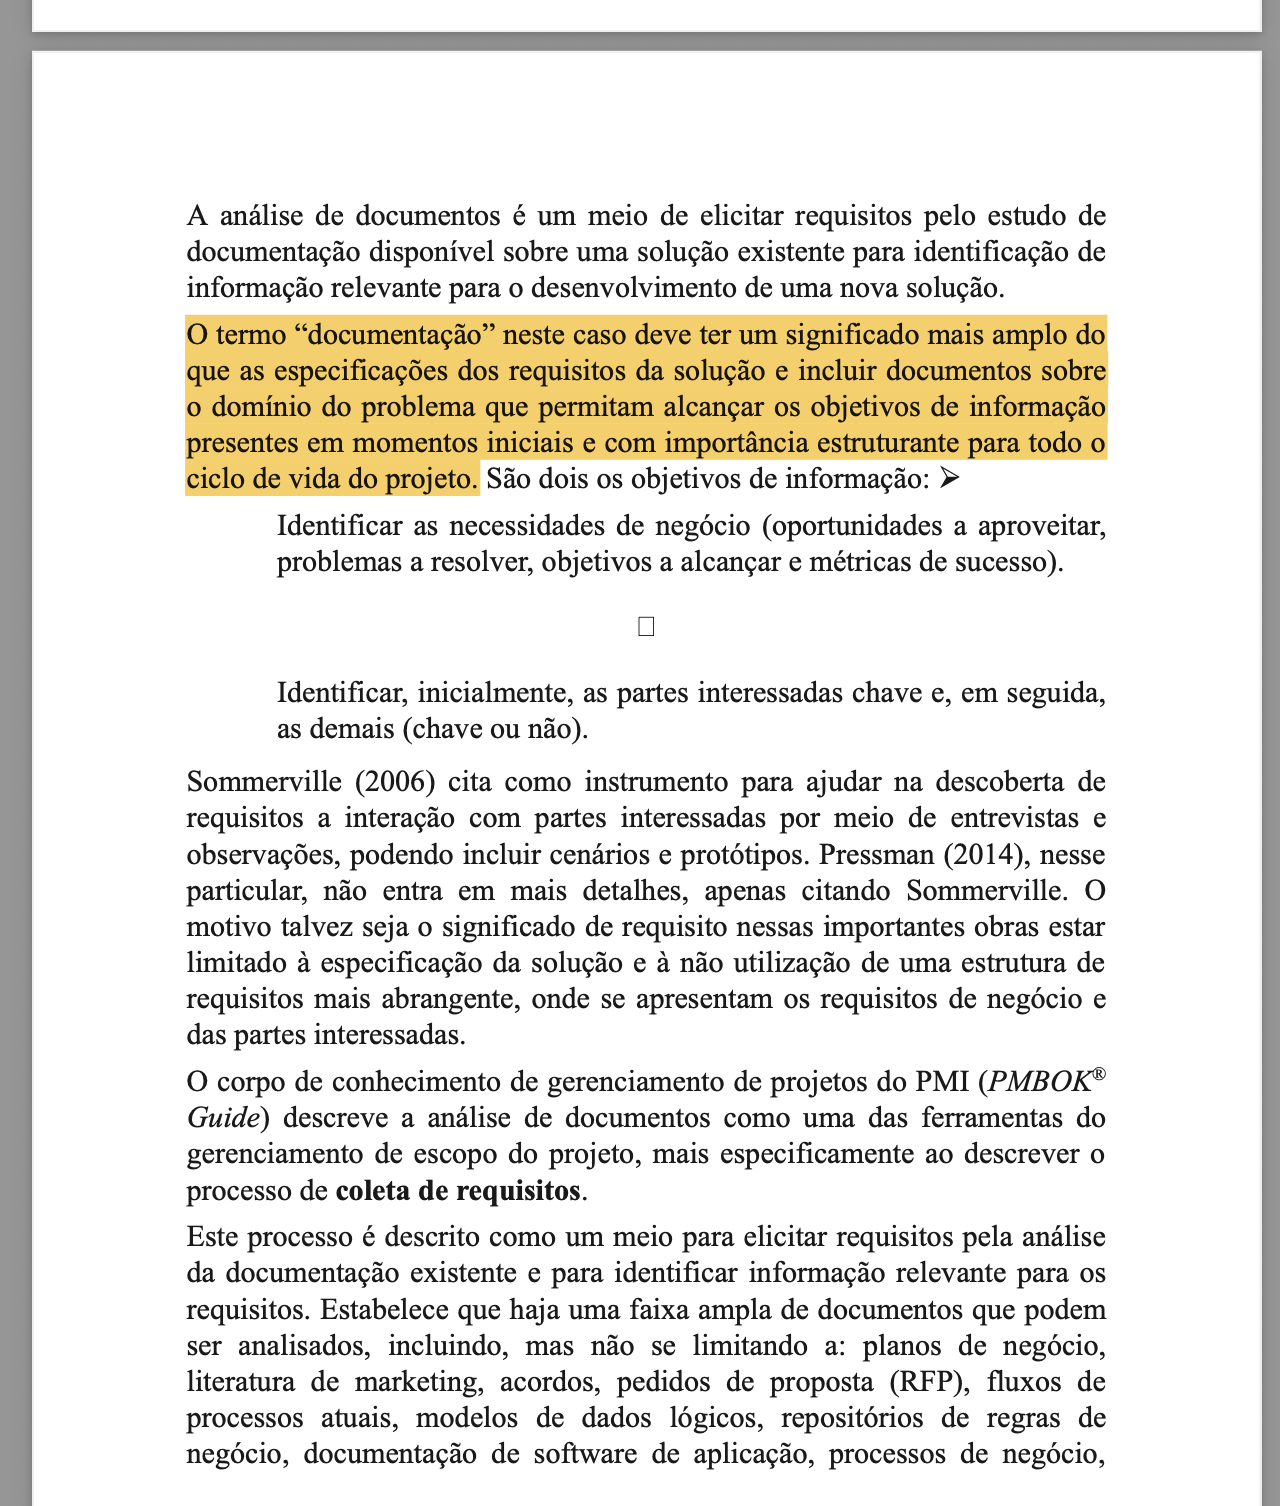 A análise de documentos é um meio de elicitar requisitos pelo estudo de
documentação disponível sobre uma solução existente para identificação de
informação relevante para o desenvolvimento de uma nova solução.
O termo “documentação” neste caso deve ter um significado mais amplo do
que as especificações dos requisitos da solução e incluir documentos sobre
o domínio do problema que permitam alcançar os objetivos de informação
presentes em momentos iniciais e com importância estruturante para todo o
ciclo de vida do projeto. São dois os objetivos de informação: ➢
Identificar as necessidades de negócio (oportunidades a aproveitar,
problemas a resolver, objetivos a alcançar e métricas de sucesso).
Identificar, inicialmente, as partes interessadas chave e, em seguida,
as demais (chave ou não).
Sommerville (2006) cita como instrumento para ajudar na descoberta de
requisitos a interação com partes interessadas por meio de entrevistas e
observações, podendo incluir cenários e protótipos. Pressman (2014), nesse
particular, não entra em mais detalhes, apenas citando Sommerville. O
motivo talvez seja o significado de requisito nessas importantes obras estar
limitado à especificação da solução e à não utilização de uma estrutura de
requisitos mais abrangente, onde se apresentam os requisitos de negócio e
das partes interessadas.
O corpo de conhecimento de gerenciamento de projetos do PMI (PMBOK®
Guide) descreve a análise de documentos como uma das ferramentas do
gerenciamento de escopo do projeto, mais especificamente ao descrever o
processo de coleta de requisitos.
Este processo é descrito como um meio para elicitar requisitos pela análise
da documentação existente e para identificar informação relevante para os
requisitos. Estabelece que haja uma faixa ampla de documentos que podem
ser analisados, incluindo, mas não se limitando a: planos de negócio,
literatura de marketing, acordos, pedidos de proposta (RFP), fluxos de
processos atuais, modelos de dados lógicos, repositórios de regras de
negócio, documentação de software de aplicação, processos de negócio,